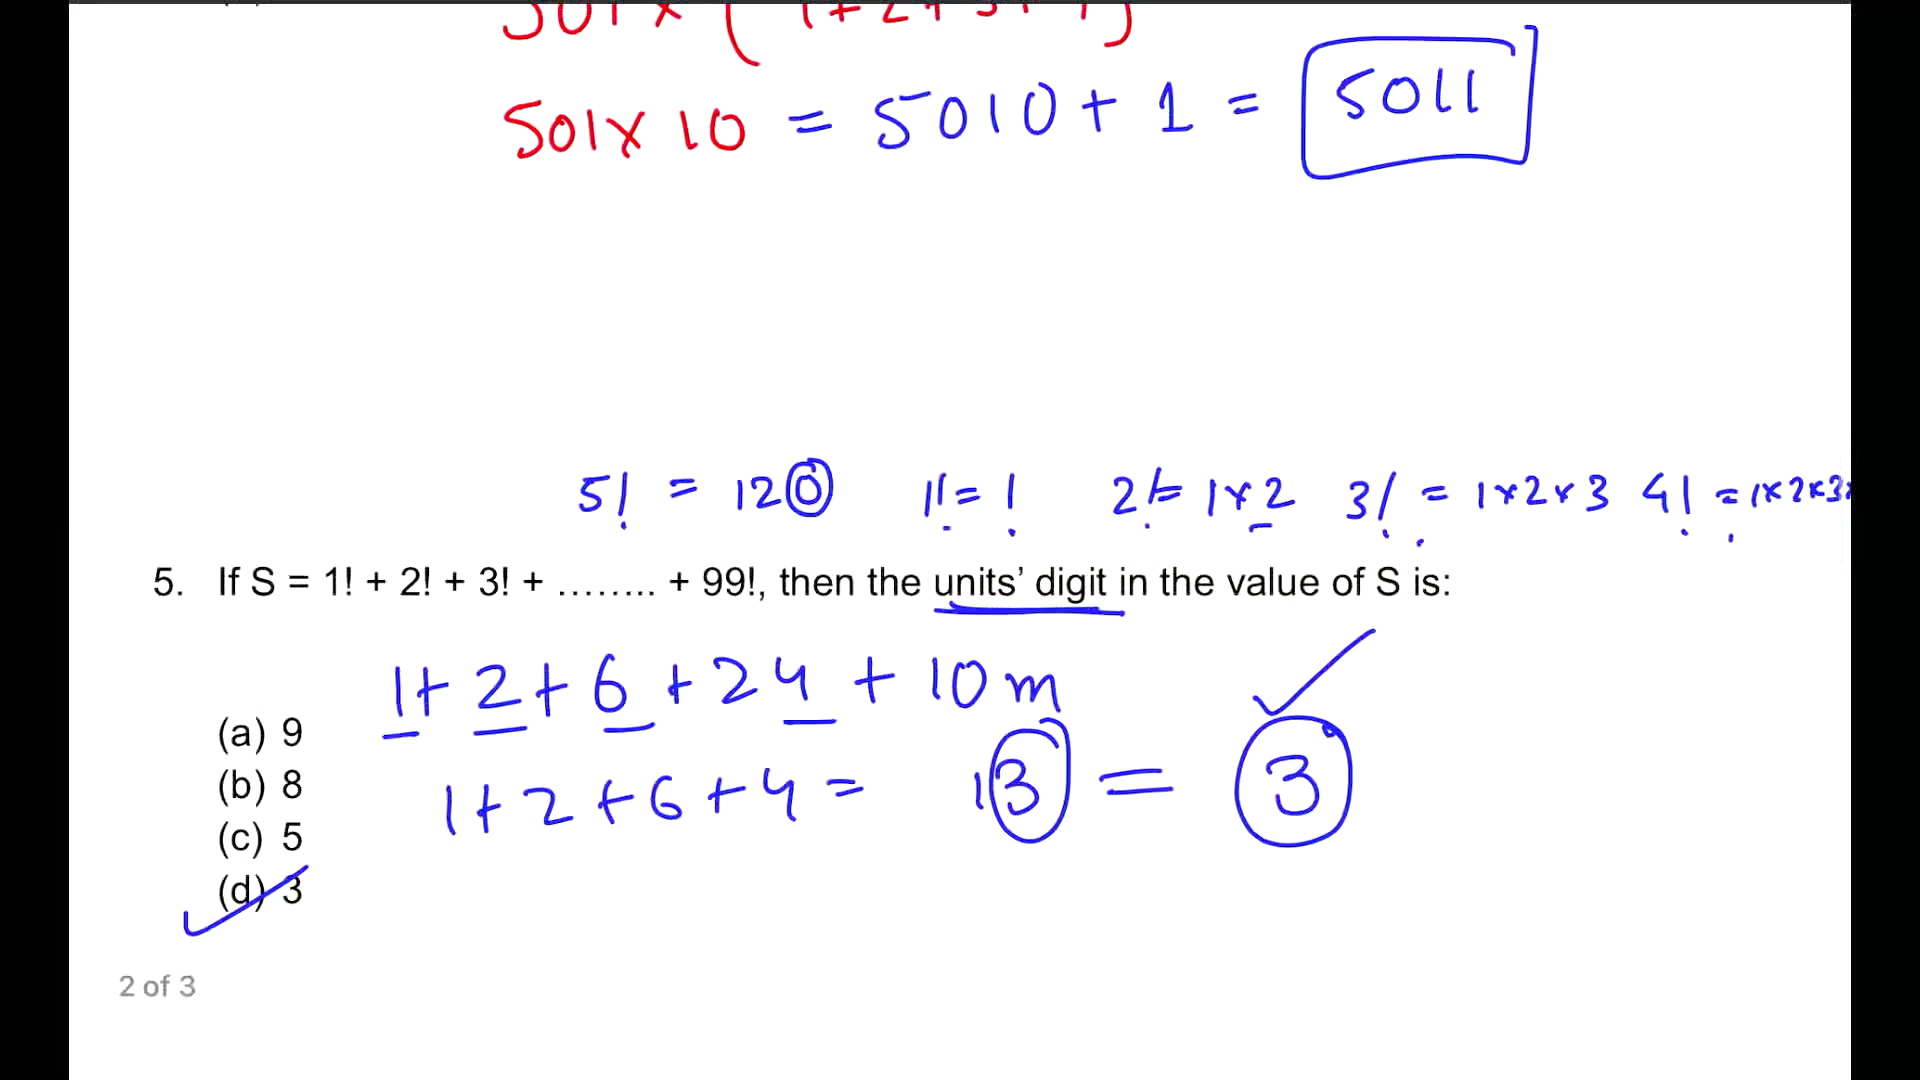 501 × 10 = 5010 + 1 = 5011
5! = 120 1! = 1 2! = 1×2 3! = 1×2×3 4! = 1×2×3×
5. If S = 1! + 2! + 3! + …….. + 99!, then the units’ digit in the value of S is:
1 + 2 + 6 + 24 + 10m
(a) 9
(b) 8
1 + 2 + 6 + 4 = 13 = 3
(c) 5
(d) 3
2 of 3